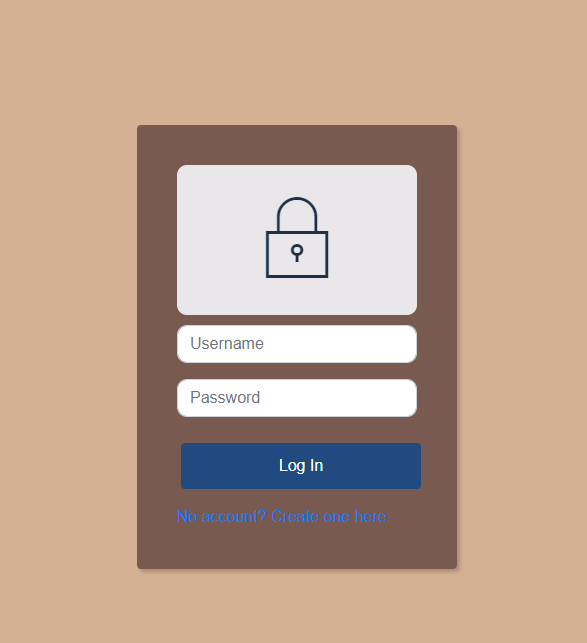 Username
Password
Log In
No account? Create one here